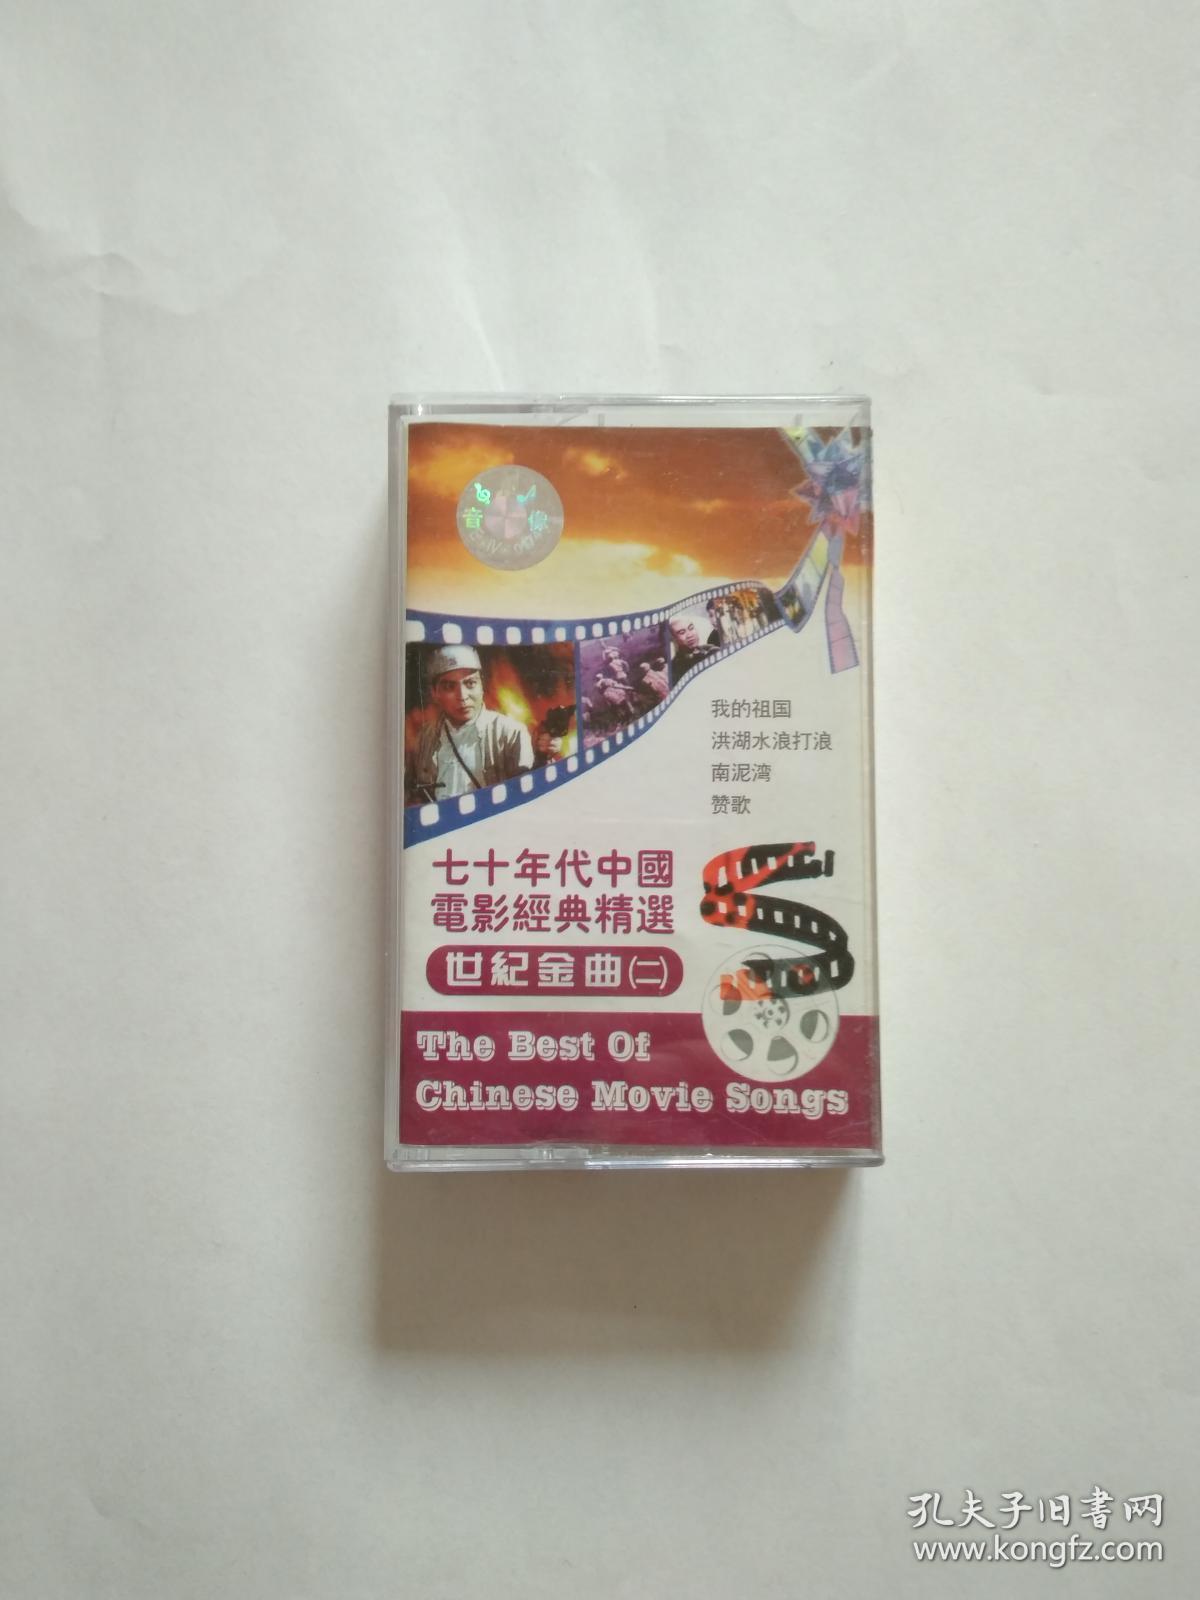 音像
我的祖国
洪湖水浪打浪
南泥湾
赞歌
七十年代中國
電影經典精選
世紀金曲(二)
The Best Of
Chinese Movie Songs
孔夫子旧书网
www.kongfz.com